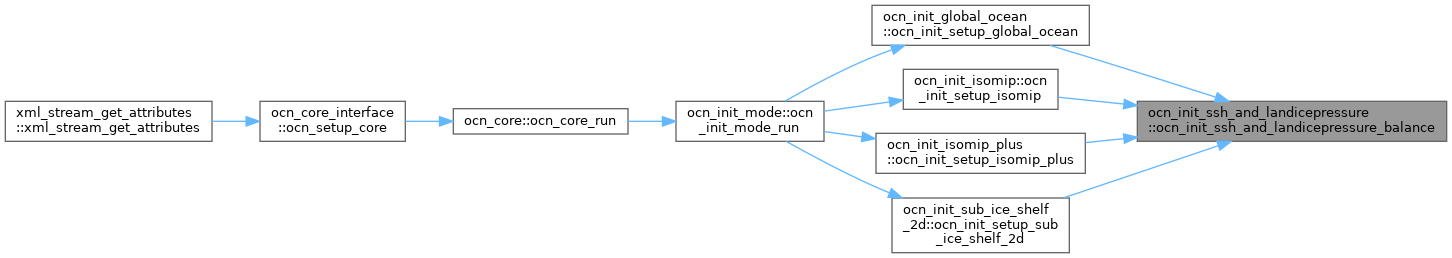 xml_stream_get_attributes
::xml_stream_get_attributes
ocn_core_interface
::ocn_setup_core
ocn_core::ocn_core_run
ocn_init_mode::ocn
_init_mode_run
ocn_init_global_ocean
::ocn_init_setup_global_ocean
ocn_init_isomip::ocn
_init_setup_isomip
ocn_init_isomip_plus
::ocn_init_setup_isomip_plus
ocn_init_sub_ice_shelf
_2d::ocn_init_setup_sub
_ice_shelf_2d
ocn_init_ssh_and_landicepressure
::ocn_init_ssh_and_landicepressure_balance